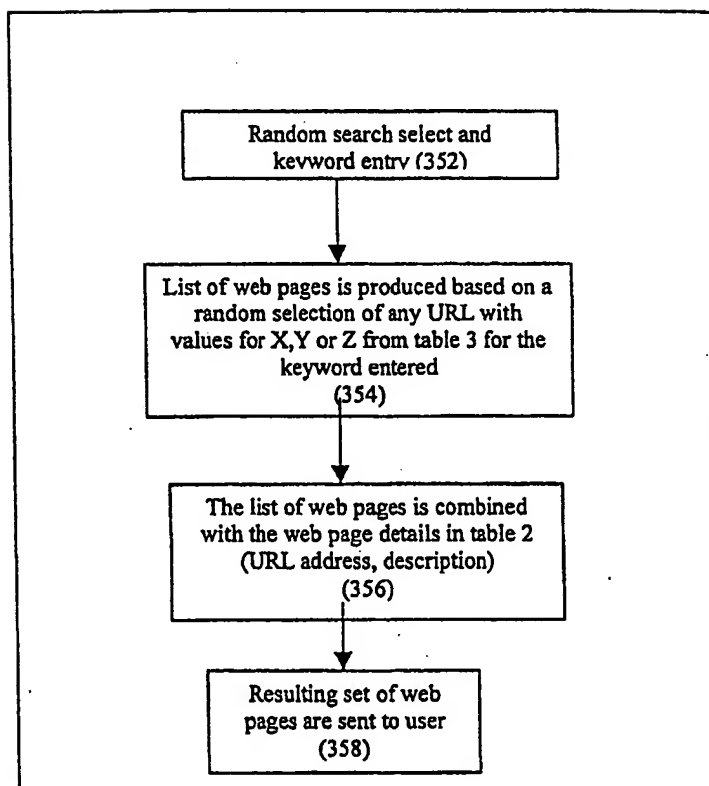 Random search select and
keyword entry (352)
List of web pages is produced based on a
random selection of any URL with
values for X,Y or Z from table 3 for the
keyword entered
(354)
The list of web pages is combined
with the web page details in table 2
(URL address, description)
(356)
Resulting set of web
pages are sent to user
(358)